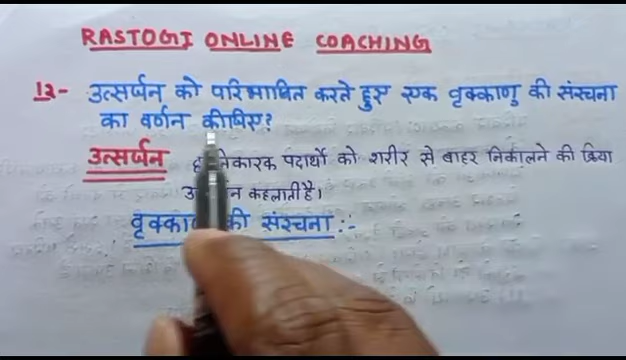 RASTOGI ONLINE COACHING
12- उत्सर्जन को परिभाषित करते हुए एक वृक्काणु की संरचना
का वर्णन कीजिए?
उत्सर्जन पदार्थो को शरीर से बाहर निकालने की क्रिया
कहलाती है।
की संरचना :-